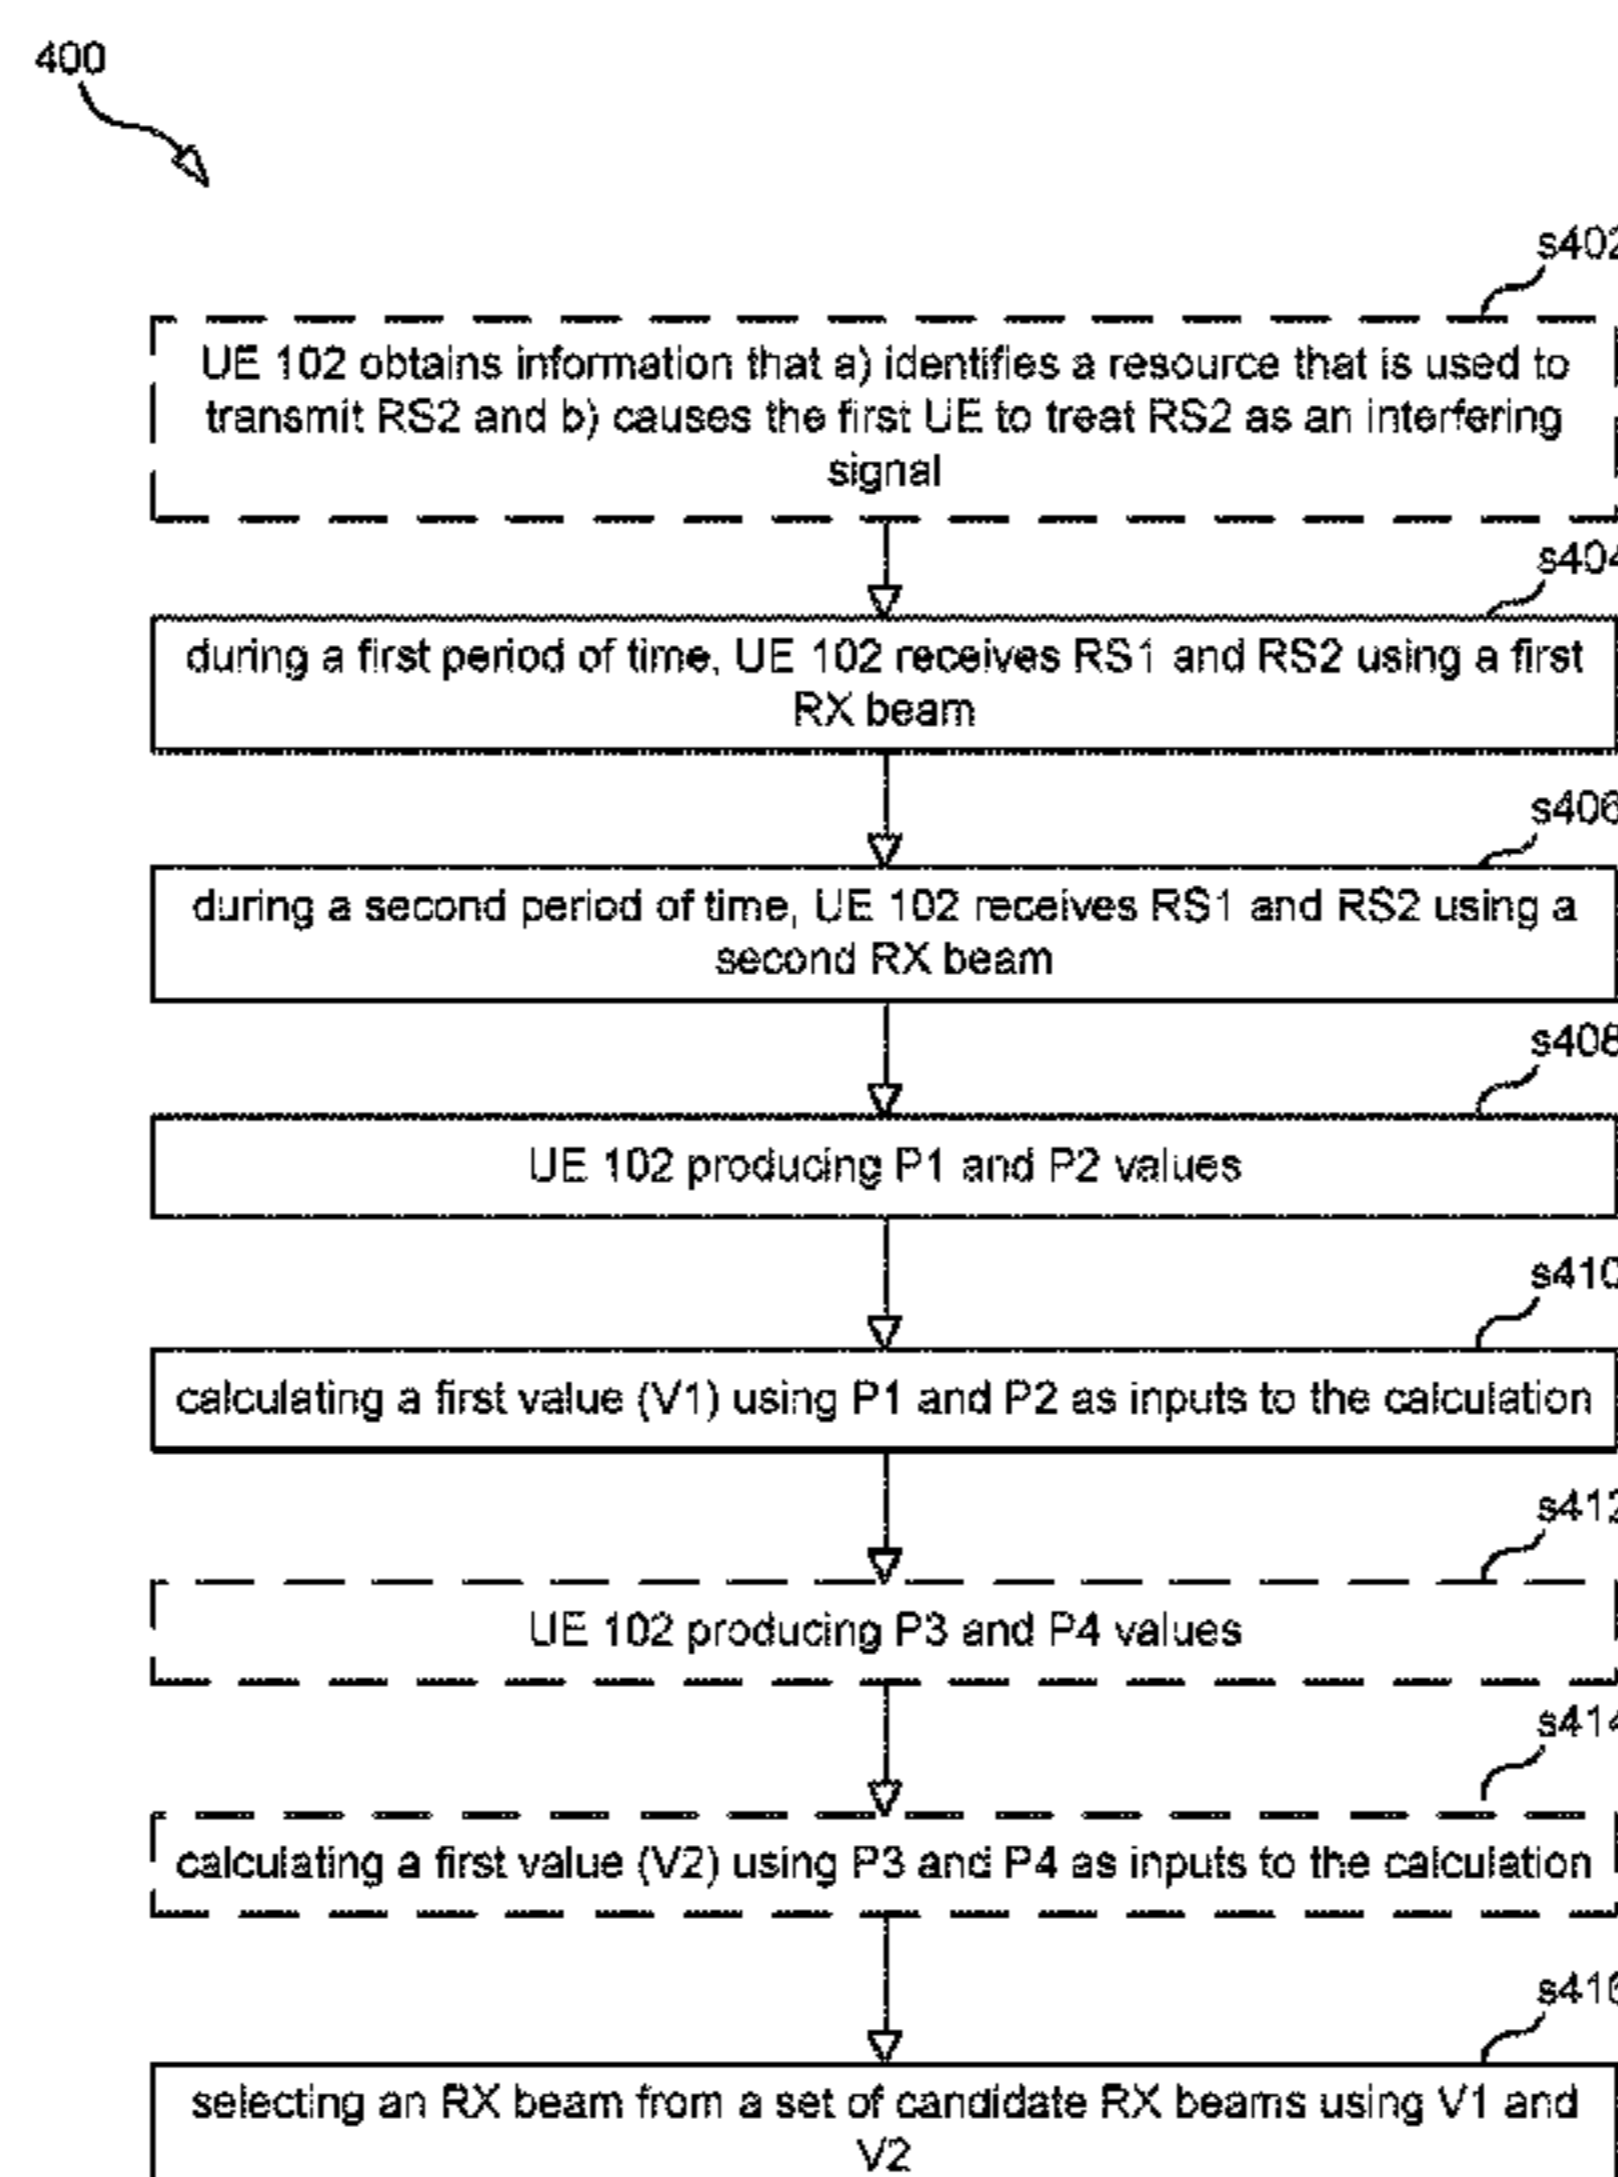 400
s402
UE 102 obtains information that a) identifies a resource that is used to
transmit RS2 and b) causes the first UE to treat RS2 as an interfering
signal
s404
during a first period of time, UE 102 receives RS1 and RS2 using a first
RX beam
s406
during a second period of time, UE 102 receives RS1 and RS2 using a
second RX beam
s408
UE 102 producing P1 and P2 values
s410
calculating a first value (V1) using P1 and P2 as inputs to the calculation
s412
UE 102 producing P3 and P4 values
s414
calculating a first value (V2) using P3 and P4 as inputs to the calculation
s416
selecting an RX beam from a set of candidate RX beams using V1 and
V2